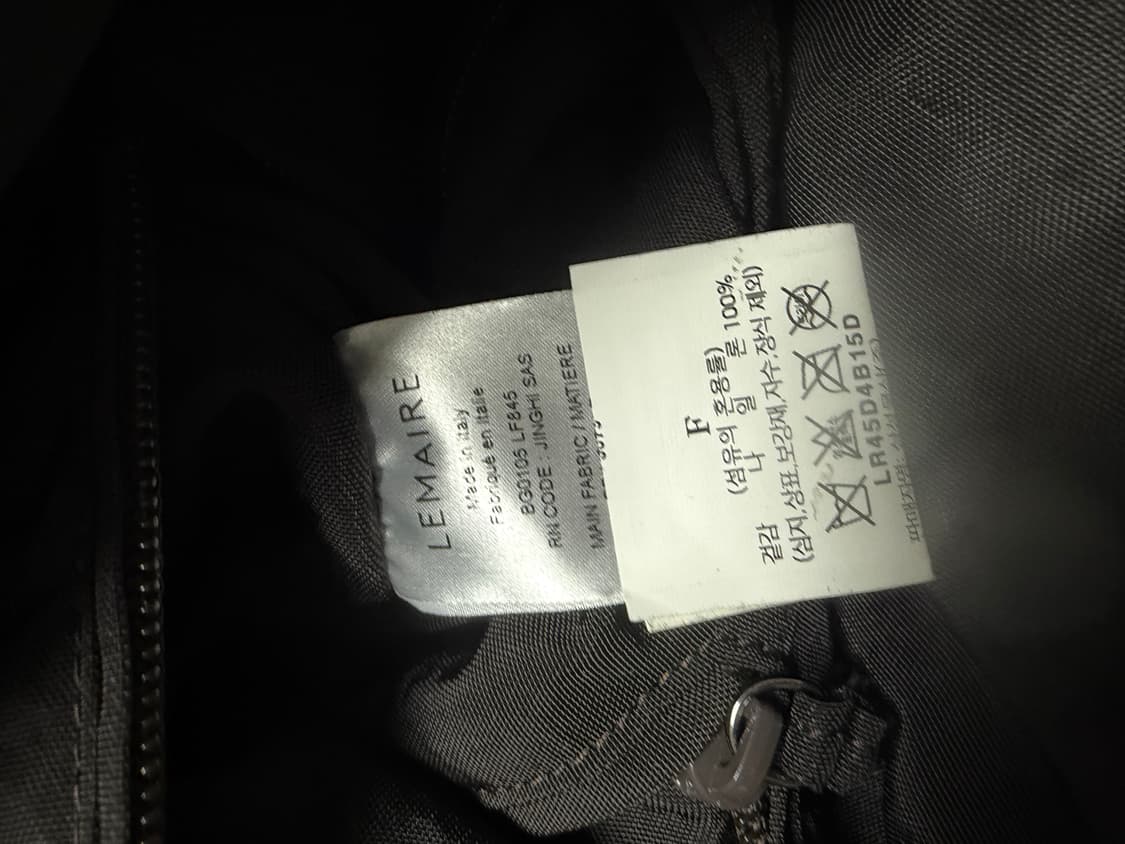 LEMAIRE
Made in Italy
Fabriqué en Italie
BG0105 LF845
RN CODE : JINGHI SAS
MAIN FABRIC / MATIERE
F
(섬유의 혼용률)
겉감 나 일 론 100%
(심지,상표,보강재,자수,장식 제외)
LR45D4B15D